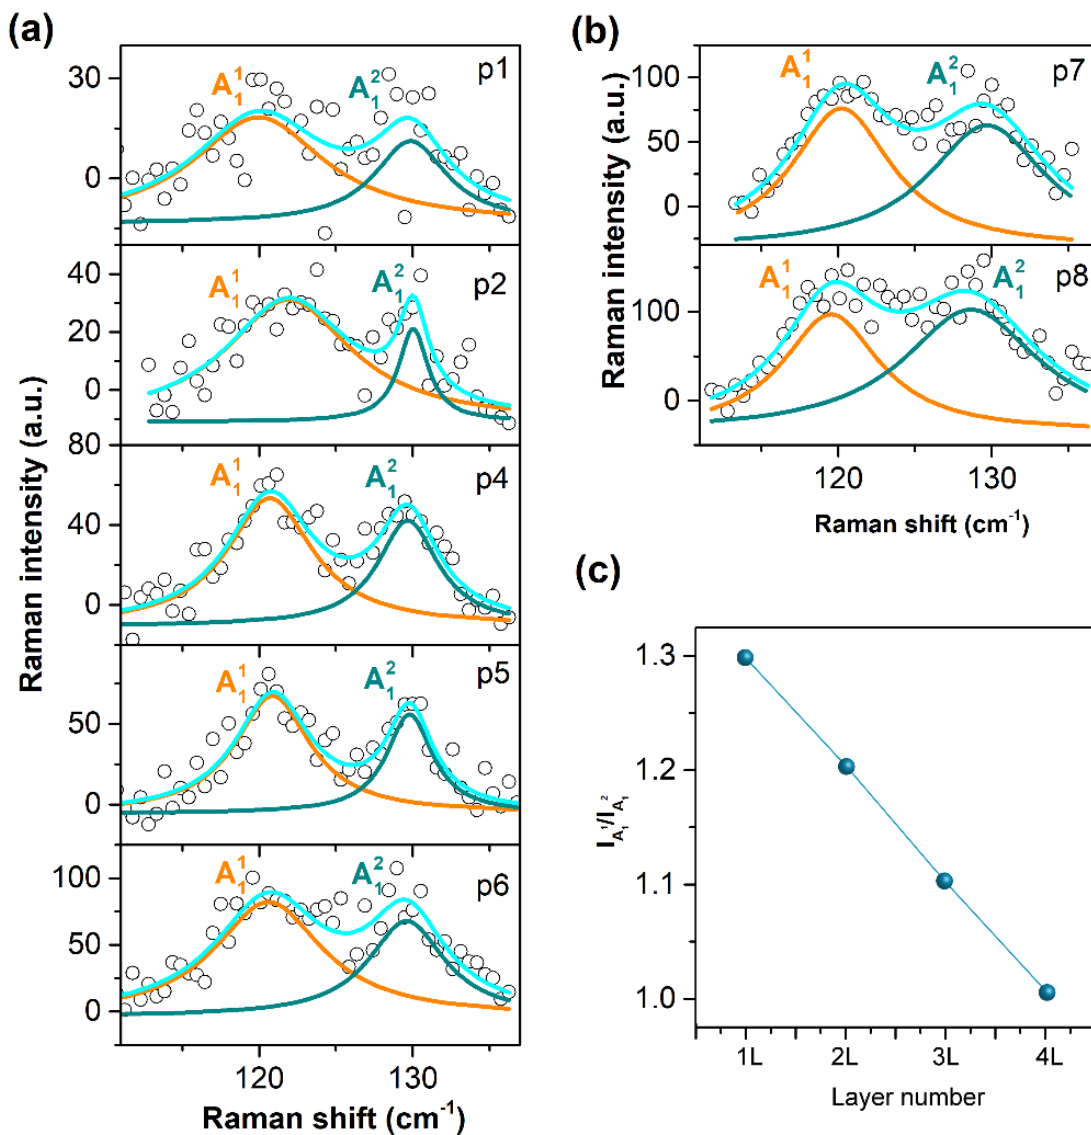 (a)
Raman intensity (a.u.)
30
0
A₁¹ A₁² p1
40
20
0
A₁¹ A₁² p2
80
40
0
A₁¹ A₁² p4
50
0
A₁¹ A₁² p5
100
50
0
A₁¹ A₁² p6
120 130
Raman shift (cm⁻¹)
(b)
Raman intensity (a.u.)
100
50
0
A₁¹ A₁² p7
100
0
A₁¹ A₁² p8
120 130
Raman shift (cm⁻¹)
(c)
I_A₁¹/I_A₁²
1.3
1.2
1.1
1.0
1L 2L 3L 4L
Layer number